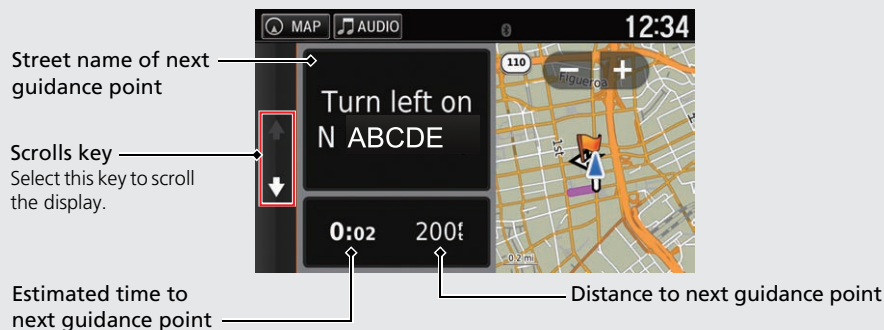 MAP
AUDIO
12:34
Street name of next
guidance point
Turn left on
N ABCDE
110
Figueroa
1st
− +
Scrolls key
Select this key to scroll
the display.
0:02
200ft
0.2 mi
Estimated time to
next guidance point
Distance to next guidance point